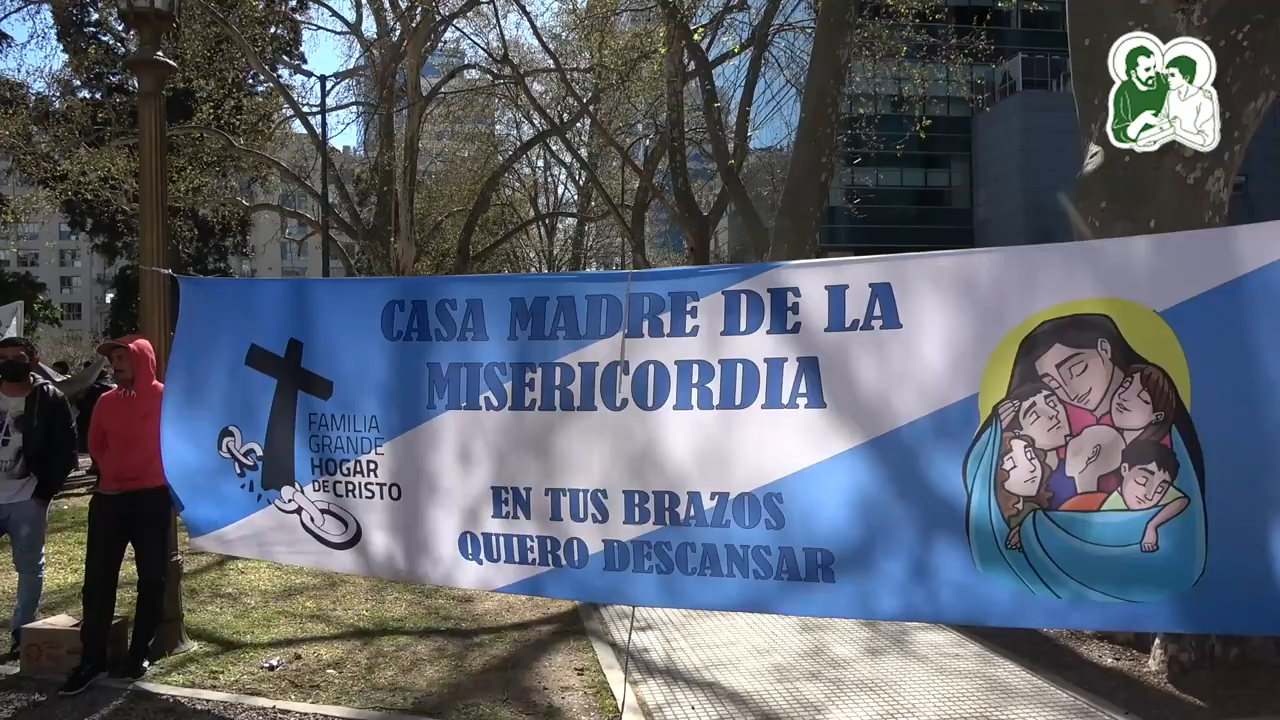 CASA MADRE DE LA
MISERICORDIA
FAMILIA
GRANDE
HOGAR
DE CRISTO
EN TUS BRAZOS
QUIERO DESCANSAR